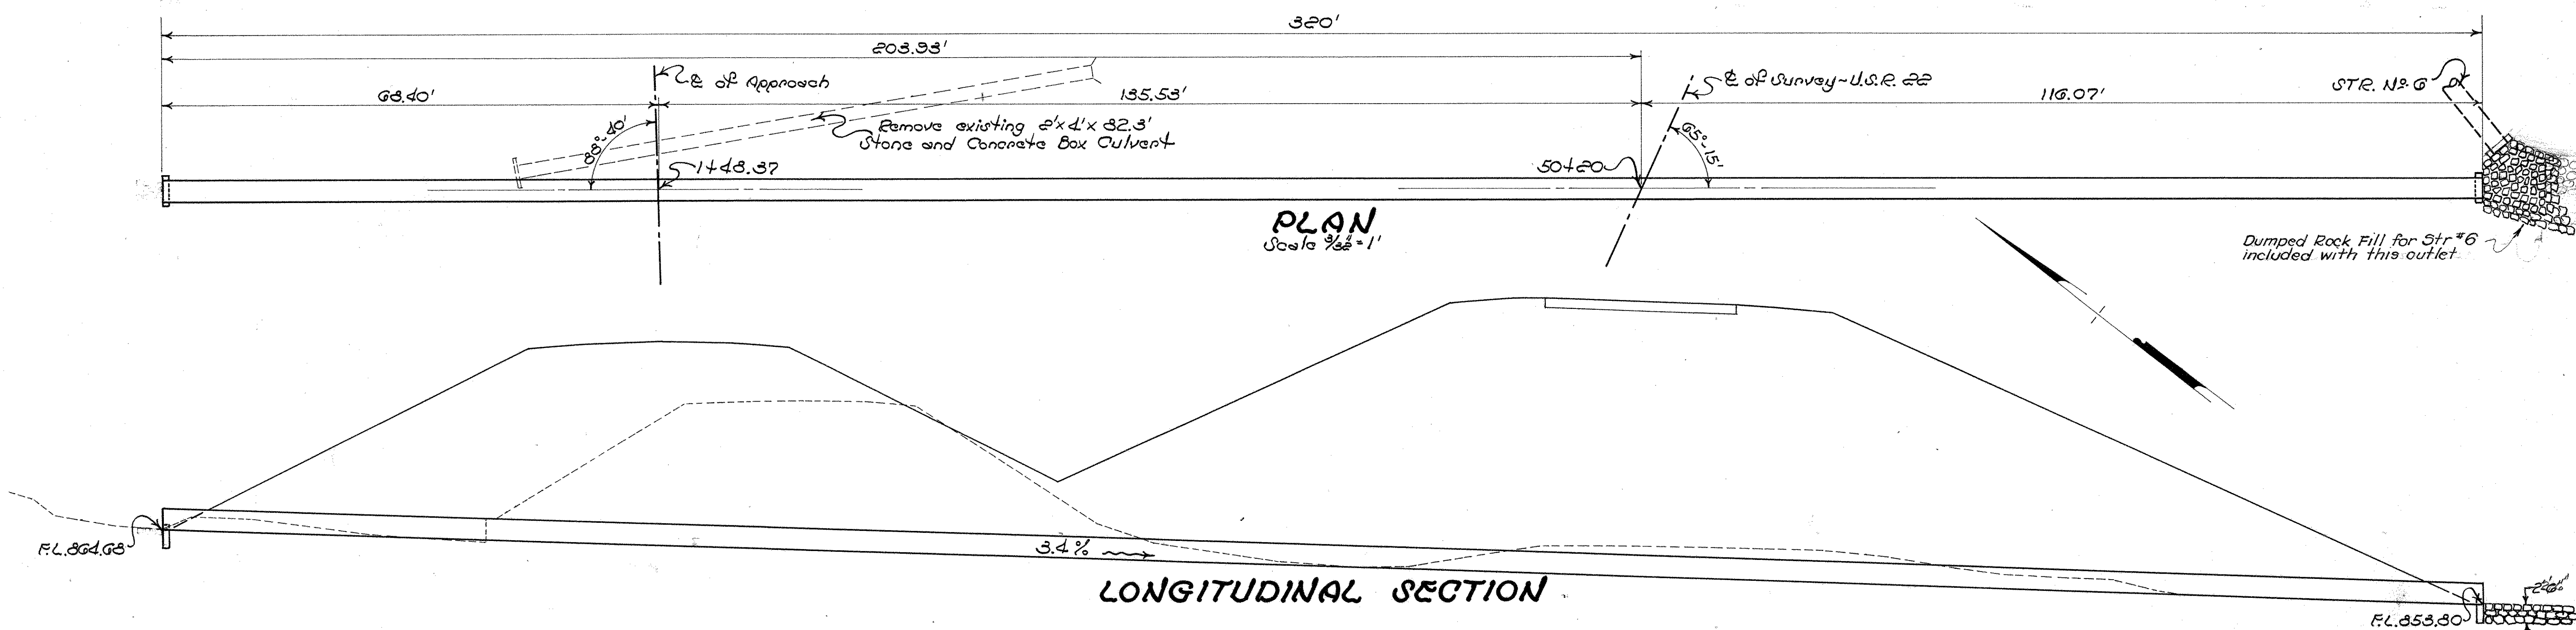 320'
203.93'
℄ of Approach
℄ of Survey~U.S.R. 22
STR. No. 6
68.40'
135.53'
116.07'
88°-40'
Remove existing 2'x4'x 82.3'
Stone and Concrete Box Culvert
65°-15'
1+48.37
50+20
PLAN
Scale 3/32"=1'
Dumped Rock Fill for Str #6
included with this outlet
F.L.864.68
3.4%
LONGITUDINAL SECTION
F.L.853.80